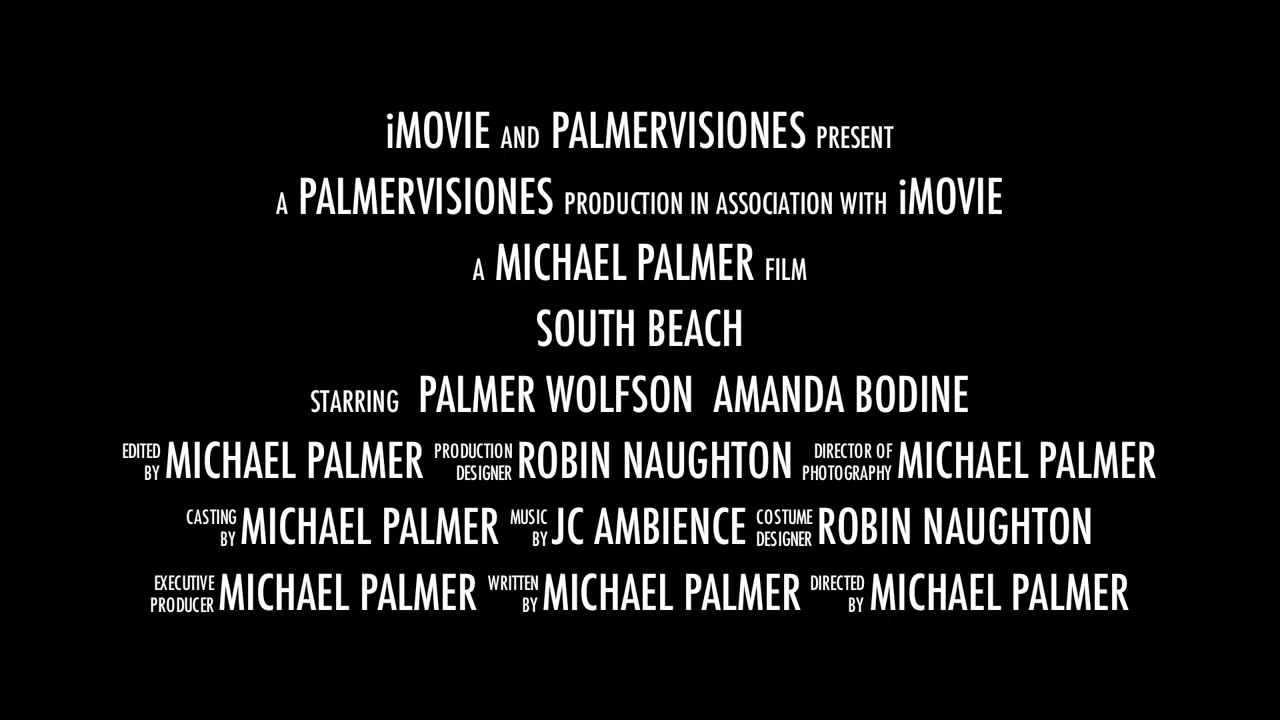 iMOVIE AND PALMERVISIONES PRESENT
A PALMERVISIONES PRODUCTION IN ASSOCIATION WITH iMOVIE
A MICHAEL PALMER FILM
SOUTH BEACH
STARRING PALMER WOLFSON AMANDA BODINE
EDITED BY MICHAEL PALMER PRODUCTION DESIGNER ROBIN NAUGHTON DIRECTOR OF PHOTOGRAPHY MICHAEL PALMER
CASTING BY MICHAEL PALMER MUSIC BY JC AMBIENCE COSTUME DESIGNER ROBIN NAUGHTON
EXECUTIVE PRODUCER MICHAEL PALMER WRITTEN BY MICHAEL PALMER DIRECTED BY MICHAEL PALMER